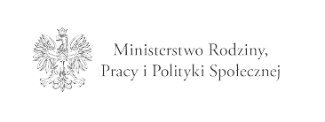 Ministerstwo Rodziny,
Pracy i Polityki Społecznej